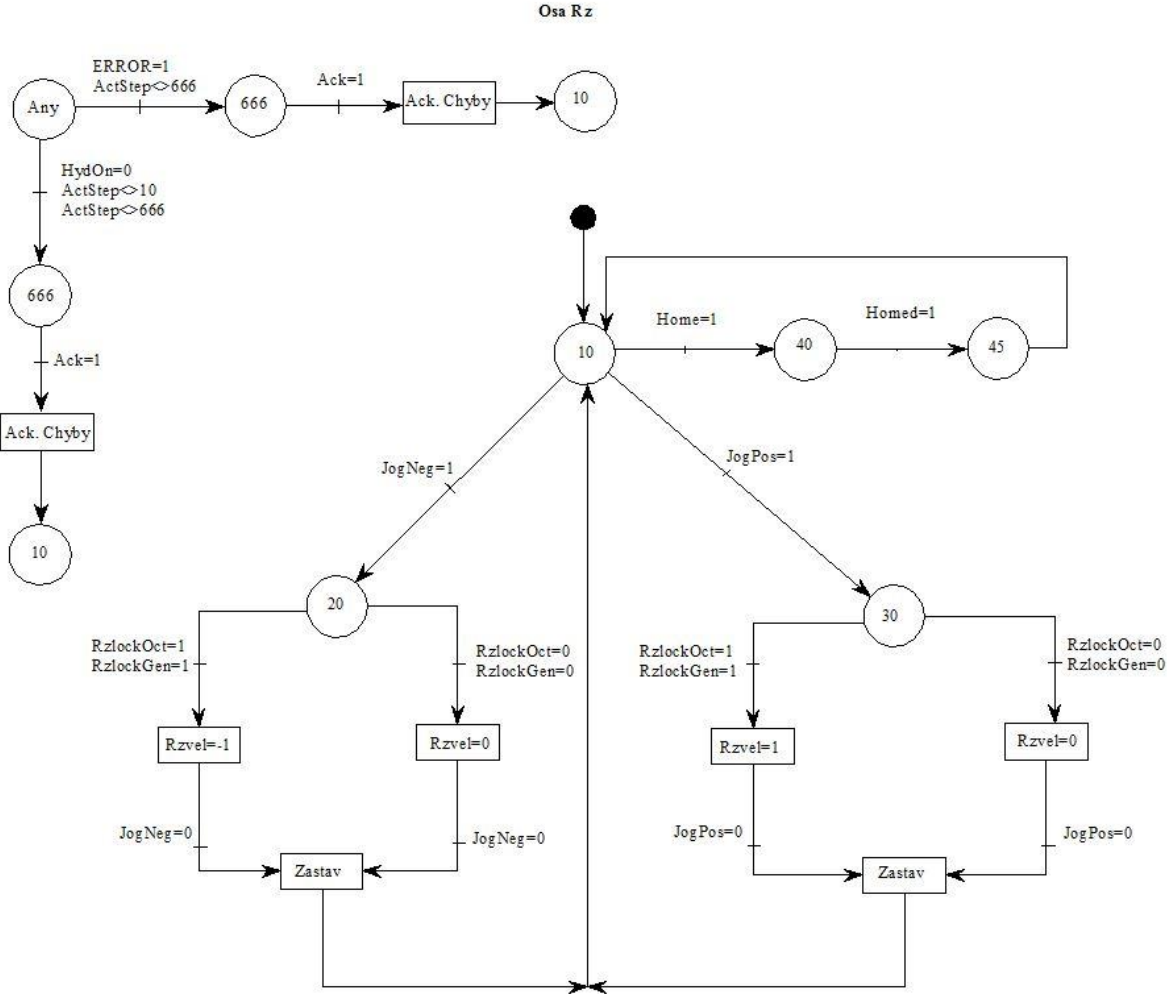 Osa Rz
ERROR=1
ActStep<>666
Any
666
Ack=1
Ack. Chyby
10
HydOn=0
ActStep<>10
ActStep<>666
666
Ack=1
Ack. Chyby
10
10
Home=1
40
Homed=1
45
JogNeg=1
JogPos=1
20
30
RzlockOct=1
RzlockGen=1
RzlockOct=0
RzlockGen=0
RzlockOct=1
RzlockGen=1
RzlockOct=0
RzlockGen=0
Rzvel=-1
Rzvel=0
Rzvel=1
Rzvel=0
JogNeg=0
JogNeg=0
JogPos=0
JogPos=0
Zastav
Zastav